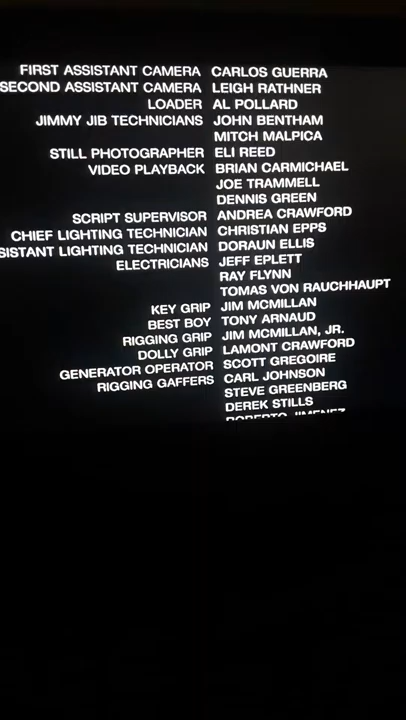 FIRST ASSISTANT CAMERA CARLOS GUERRA
SECOND ASSISTANT CAMERA LEIGH RATHNER
LOADER AL POLLARD
JIMMY JIB TECHNICIANS JOHN BENTHAM
MITCH MALPICA
STILL PHOTOGRAPHER ELI REED
VIDEO PLAYBACK BRIAN CARMICHAEL
JOE TRAMMELL
DENNIS GREEN
SCRIPT SUPERVISOR ANDREA CRAWFORD
CHIEF LIGHTING TECHNICIAN CHRISTIAN EPPS
SISTANT LIGHTING TECHNICIAN DORAUN ELLIS
ELECTRICIANS JEFF EPLETT
RAY FLYNN
TOMAS VON RAUCHHAUPT
KEY GRIP JIM MCMILLAN
BEST BOY TONY ARNAUD
RIGGING GRIP JIM MCMILLAN, JR.
DOLLY GRIP LAMONT CRAWFORD
GENERATOR OPERATOR SCOTT GREGOIRE
RIGGING GAFFERS CARL JOHNSON
STEVE GREENBERG
DEREK STILLS
ROBERTO JIMENEZ